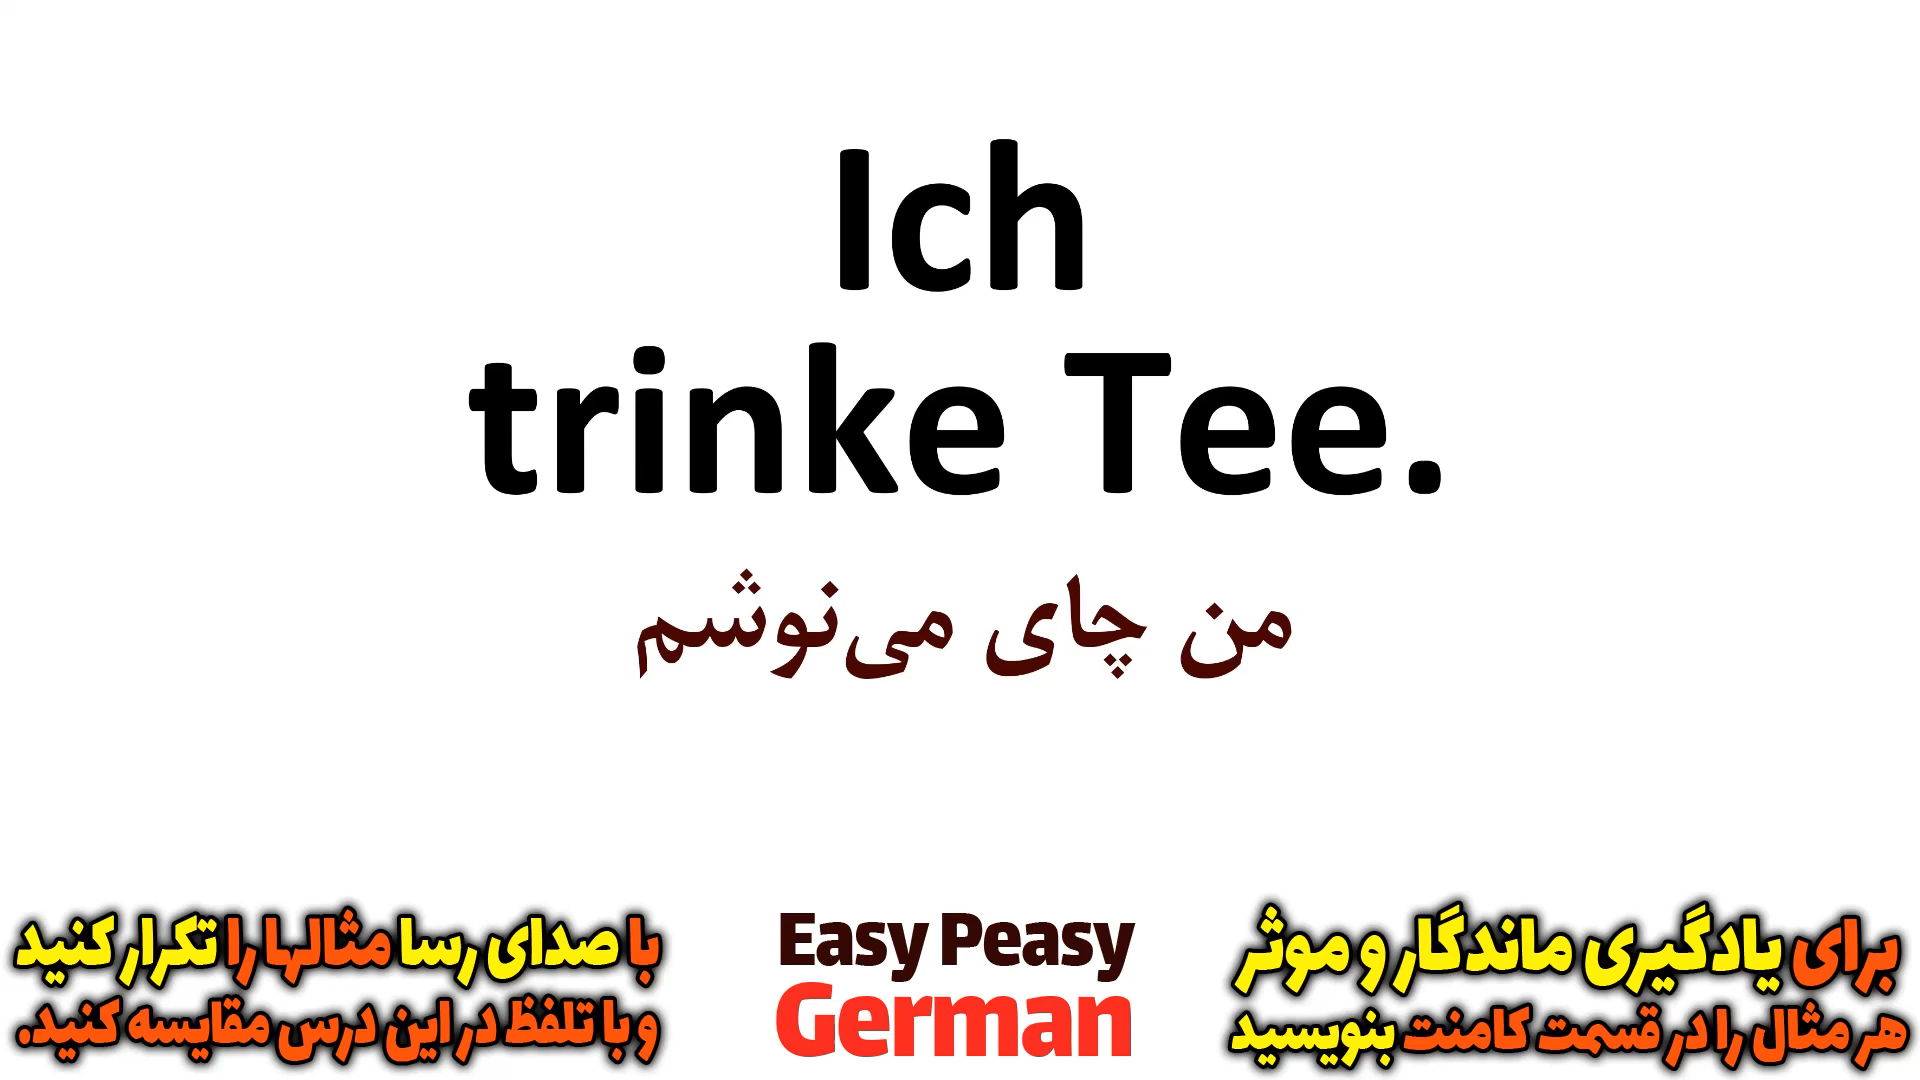 Ich
trinke Tee.
من چای می‌نوشم
برای یادگیری ماندگار و موثر
هر مثال را در قسمت کامنت بنویسید
Easy Peasy
German
با صدای رسا مثالها را تکرار کنید
و با تلفظ در این درس مقایسه کنید.